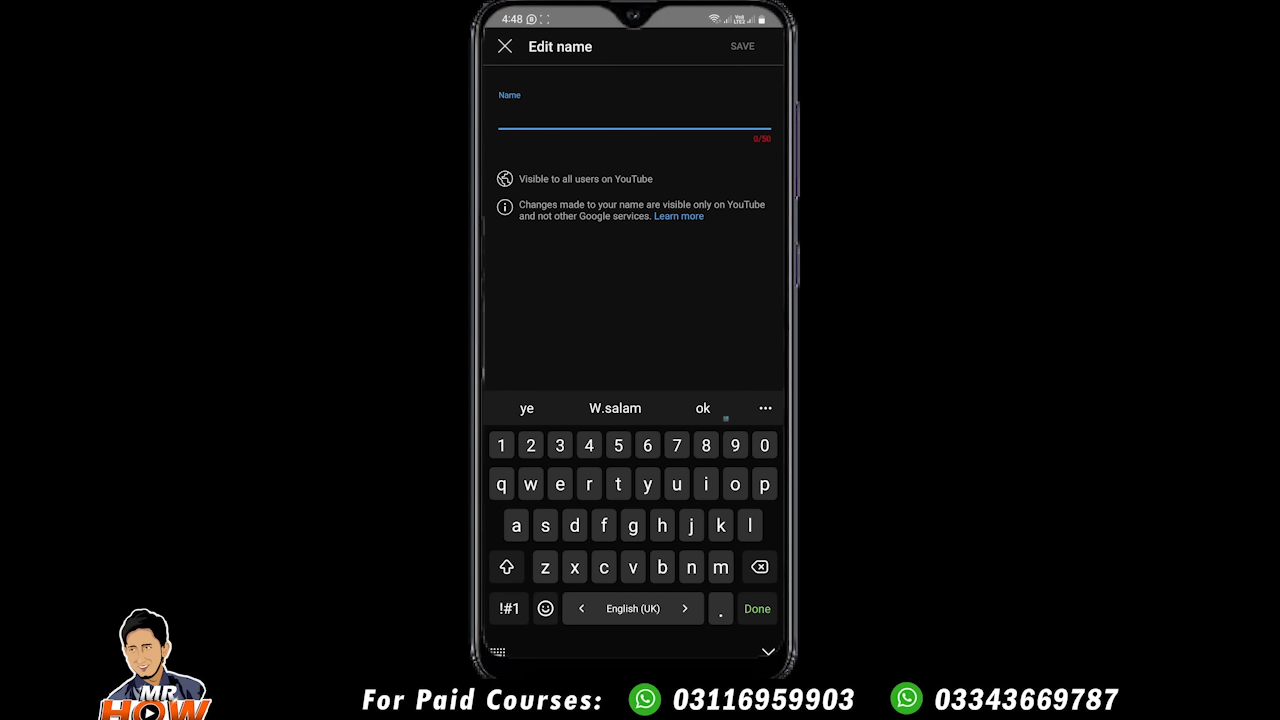 4:48
Edit name
SAVE
Name
0/50
Visible to all users on YouTube
Changes made to your name are visible only on YouTube
and not other Google services. Learn more
ye W.salam ok
1 2 3 4 5 6 7 8 9 0
q w e r t y u i o p
a s d f g h j k l
z x c v b n m
!#1 English (UK) . Done
MR
HOW
For Paid Courses: 03116959903 03343669787